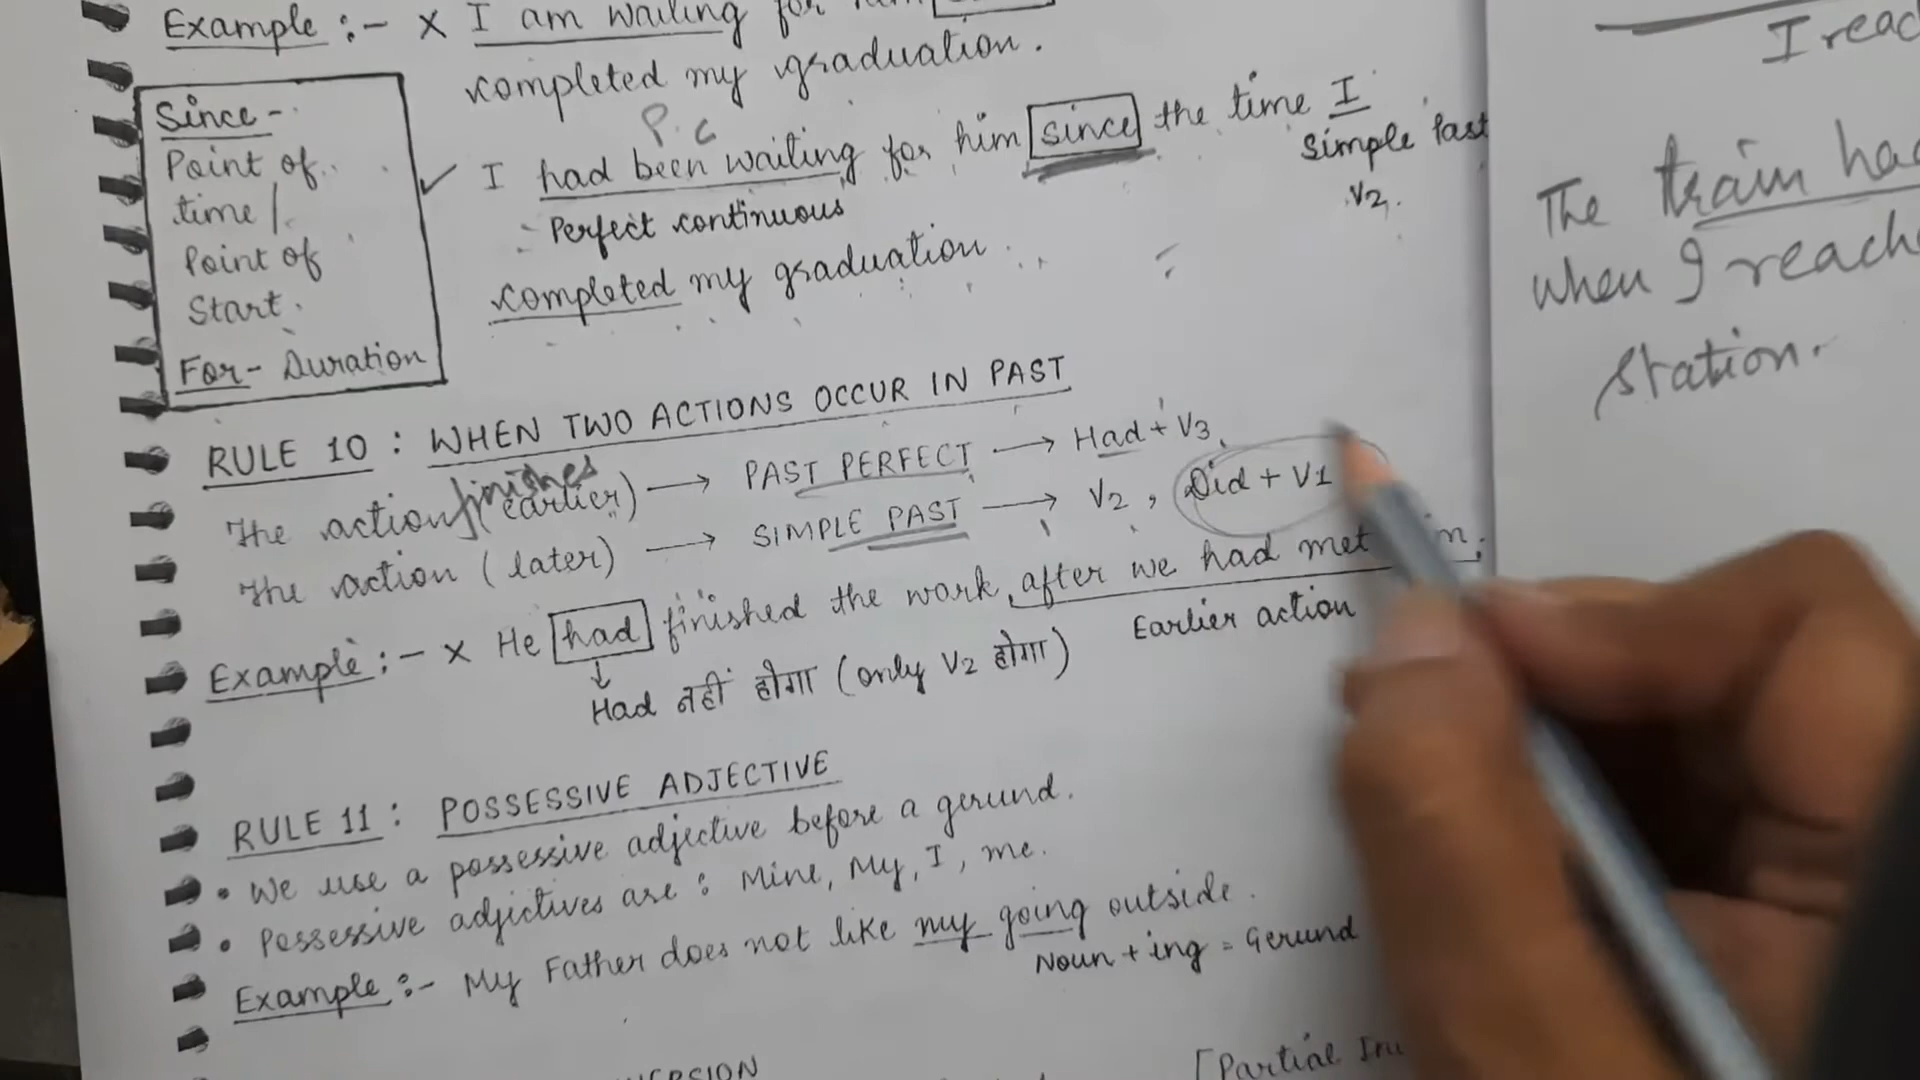 Example :- × I am waiting for him
completed my graduation.
Since -
Point of
time /
Point of
Start.
For - Duration
P.C
✓ I had been waiting for him since the time I
Perfect continuous
Simple Past
V2.
completed my graduation.
RULE 10 : WHEN TWO ACTIONS OCCUR IN PAST
The action finishes (earlier) → PAST PERFECT → Had + V3,
The action (later) → SIMPLE PAST → V2, Did + V1
Example :- × He had finished the work, after we had met
↓
Had नहीं होगा (only V2 होगा)
Earlier action
RULE 11 : POSSESSIVE ADJECTIVE
• We use a possessive adjective before a gerund.
• Possessive adjictives are : Mine, My, I, me.
Example :- My Father does not like my going outside.
Noun + ing = Gerund
[Partial
I
The train
when I
station.